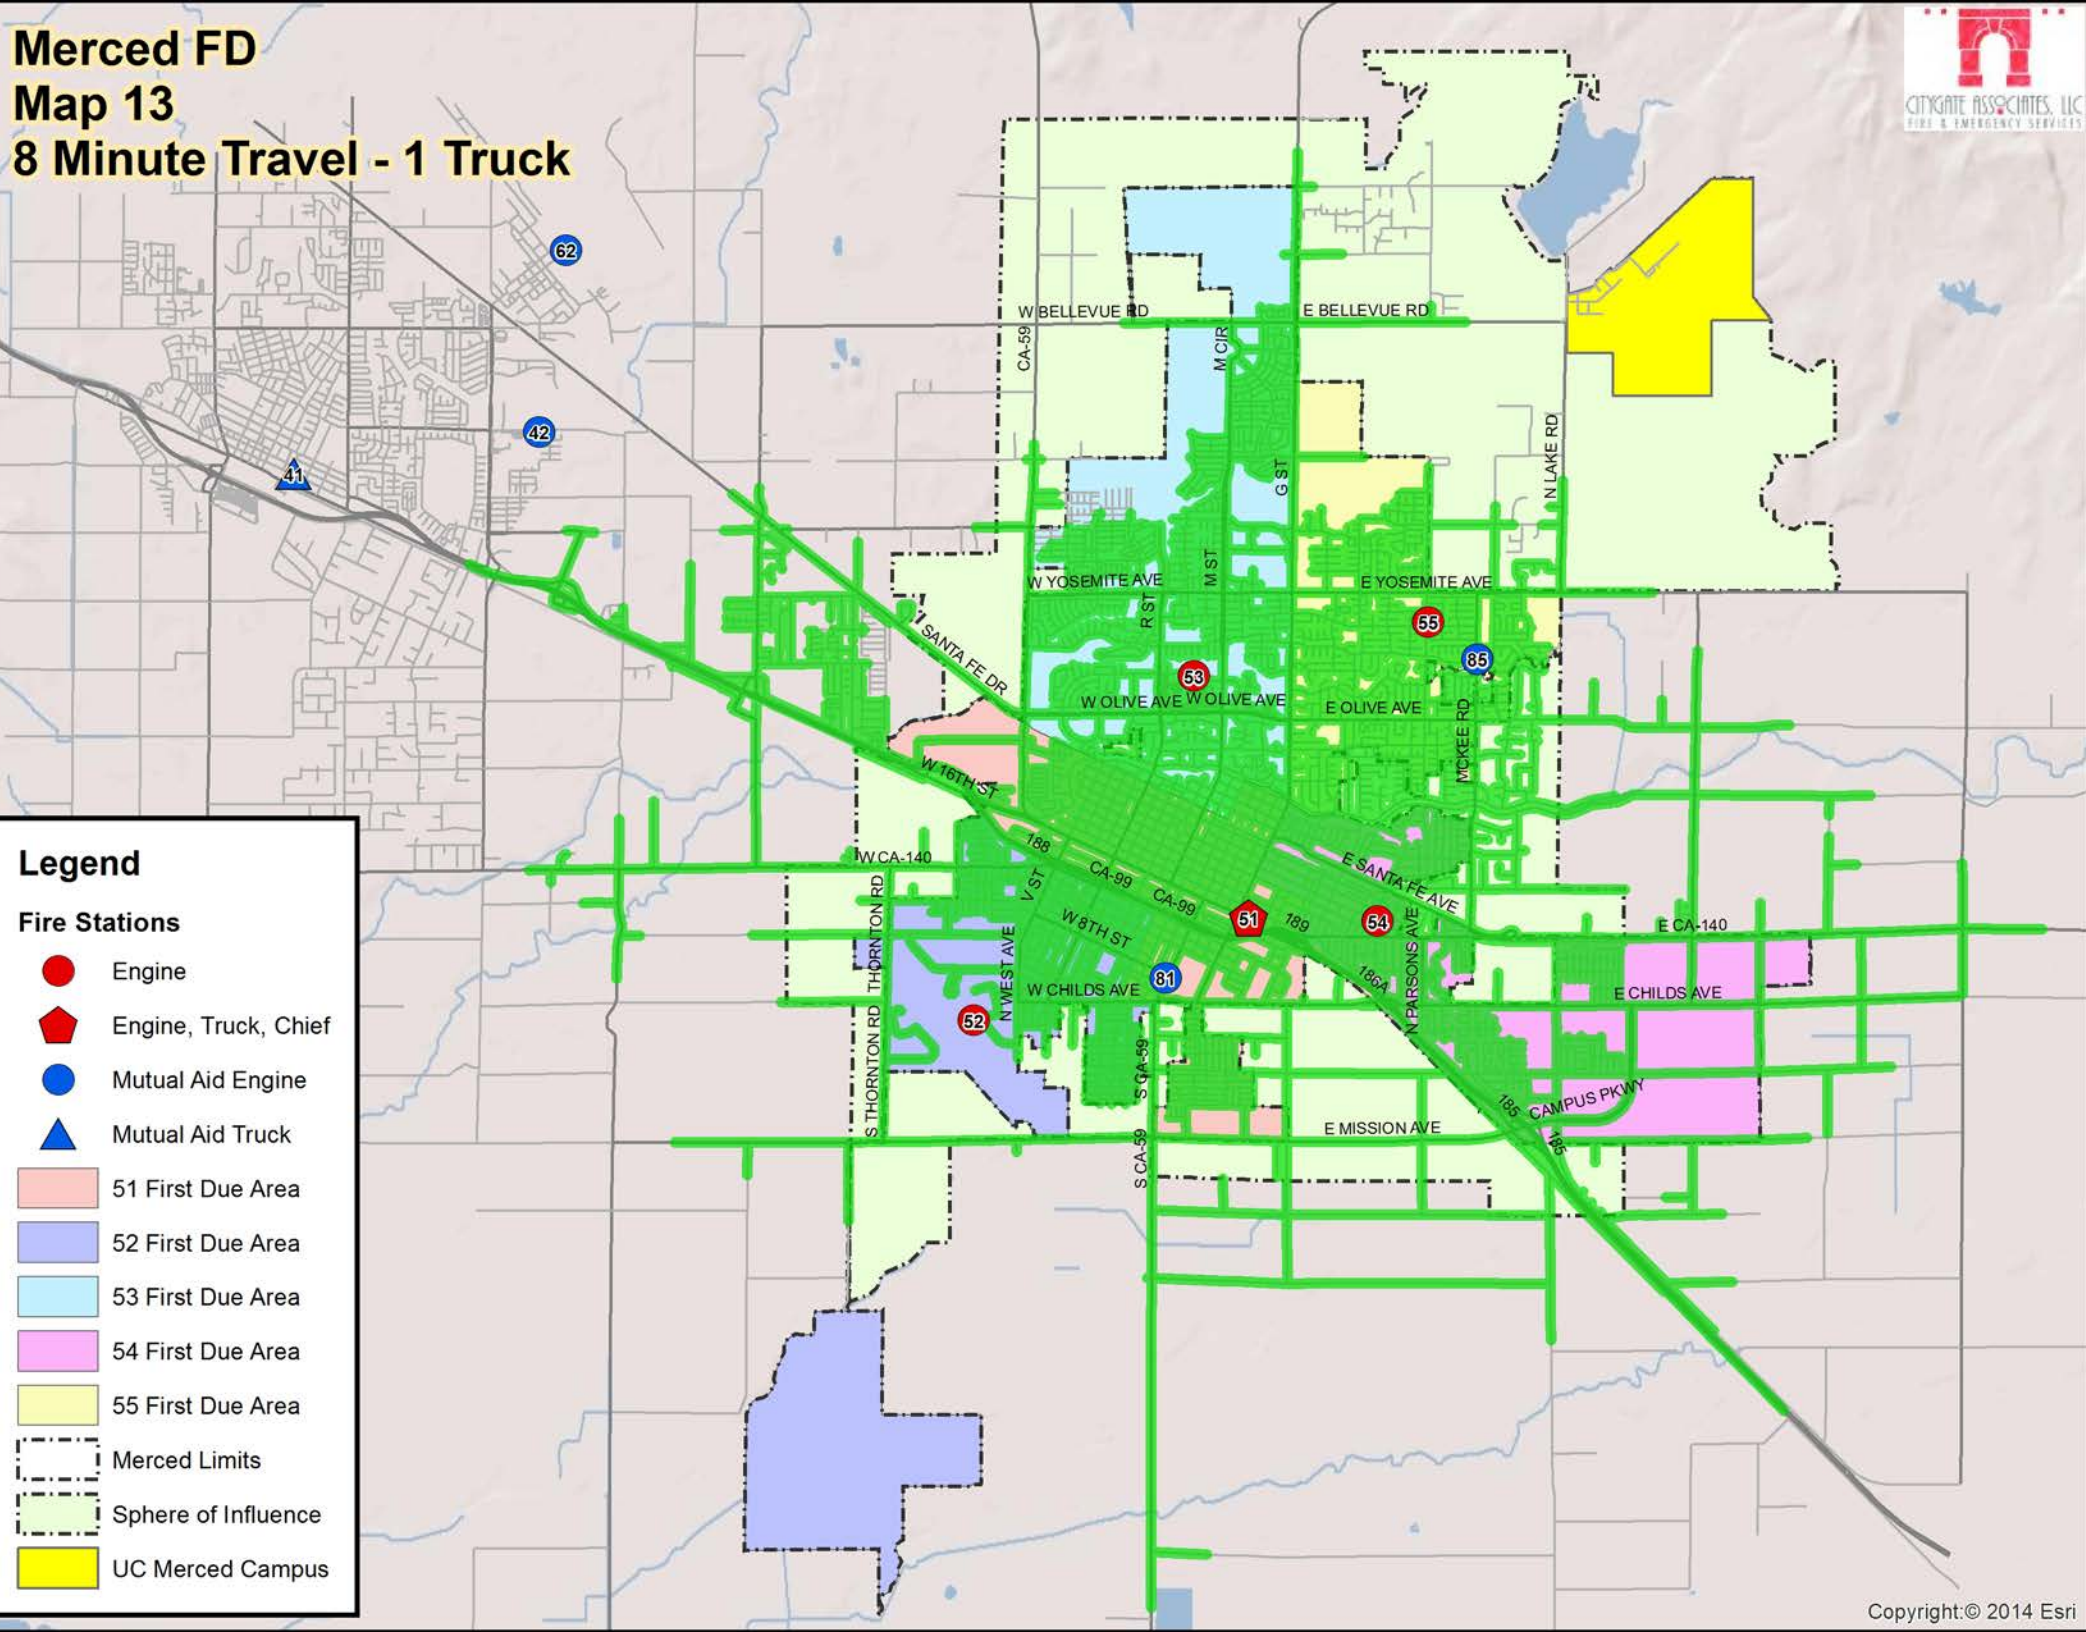 Merced FD
Map 13
8 Minute Travel - 1 Truck
CITYGATE ASSOCIATES, LLC
FIRE & EMERGENCY SERVICES
62
42
41
W BELLEVUE RD
E BELLEVUE RD
CA-59
M CIR
G ST
N LAKE RD
M ST
W YOSEMITE AVE
E YOSEMITE AVE
R ST
55
SANTA FE DR
85
53
W OLIVE AVE
W OLIVE AVE
E OLIVE AVE
MCKEE RD
W 16TH ST
188
W CA-140
CA-99
E SANTA FE AVE
V ST
CA-99
THORNTON RD
51
189
54
W 8TH ST
E CA-140
N WEST AVE
N PARSONS AVE
81
186A
W CHILDS AVE
E CHILDS AVE
52
S THORNTON RD
S CA-59
185
CAMPUS PKWY
E MISSION AVE
185
S CA-59
Legend
Fire Stations
Engine
Engine, Truck, Chief
Mutual Aid Engine
Mutual Aid Truck
51 First Due Area
52 First Due Area
53 First Due Area
54 First Due Area
55 First Due Area
Merced Limits
Sphere of Influence
UC Merced Campus
Copyright:© 2014 Esri